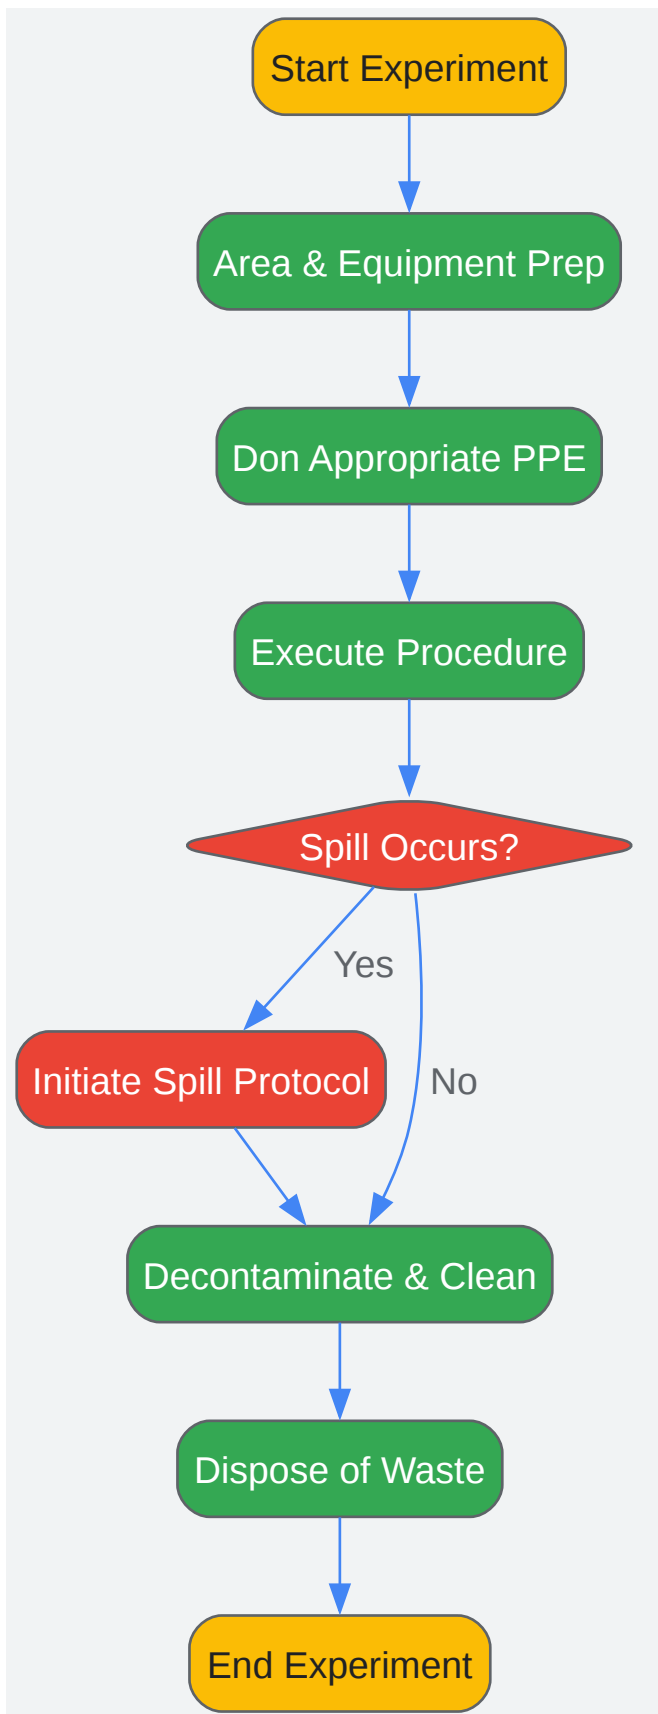 Start Experiment
Area & Equipment Prep
Don Appropriate PPE
Execute Procedure
Spill Occurs?
Yes
Initiate Spill Protocol
No
Decontaminate & Clean
Dispose of Waste
End Experiment